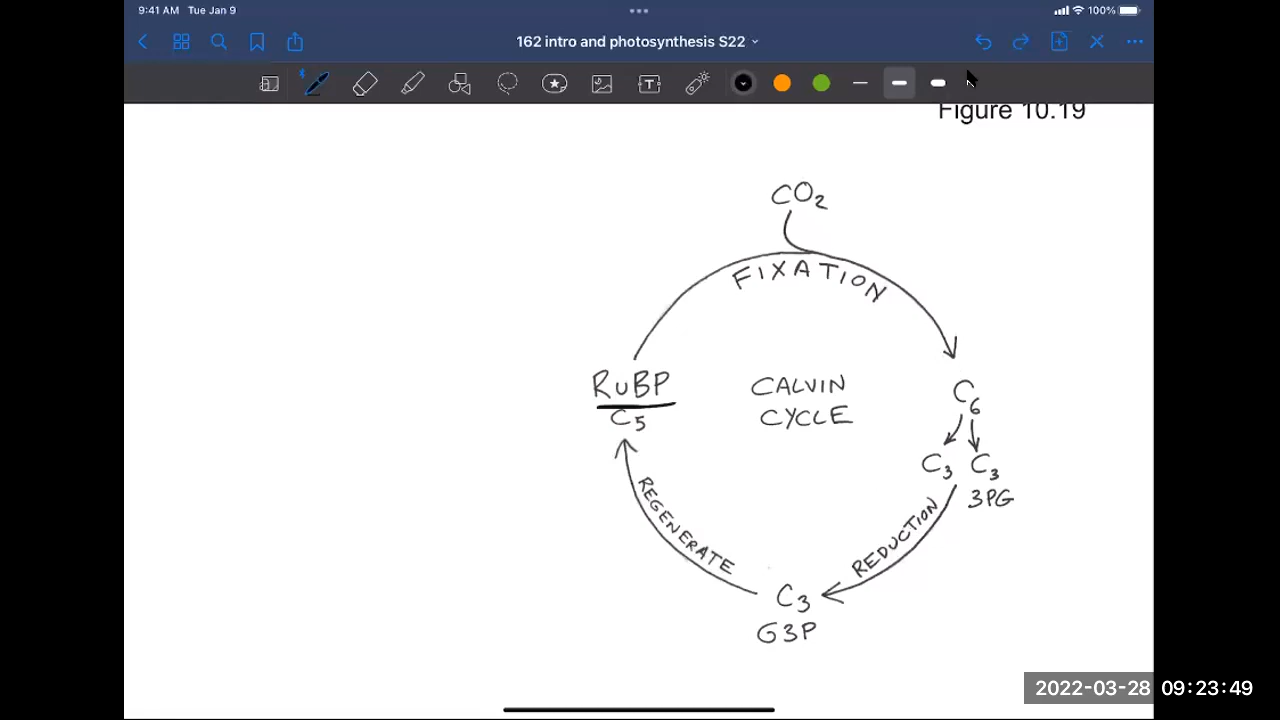 9:41 AM Tue Jan 9
100%
162 intro and photosynthesis S22
T
Figure 10.19
CO₂
FIXATION
RuBP
C₅
CALVIN
CYCLE
C₆
C₃ C₃
3PG
REDUCTION
REGENERATE
C₃
G3P
2022-03-28 09:23:49